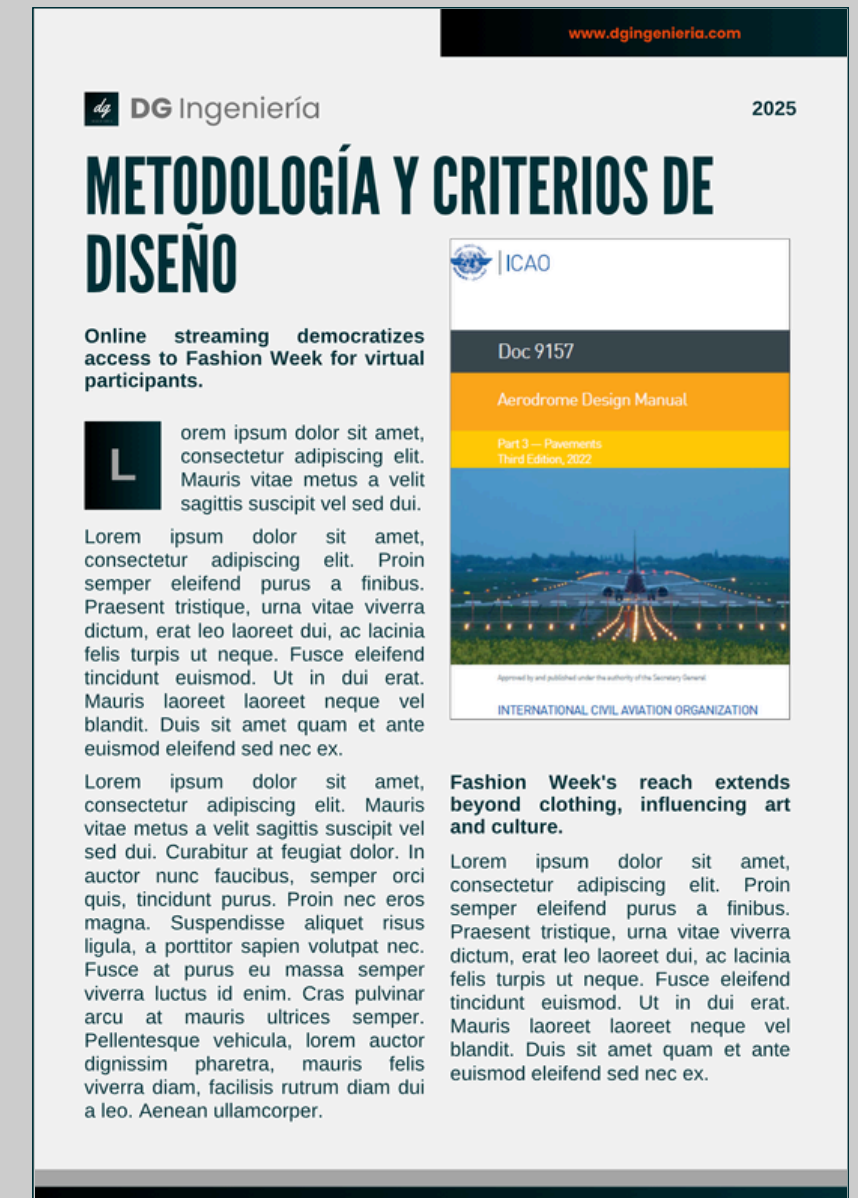 www.dgingenieria.com
dg
DG Ingeniería
2025
METODOLOGÍA Y CRITERIOS DE
DISEÑO
Online streaming democratizes
access to Fashion Week for virtual
participants.
L
orem ipsum dolor sit amet,
consectetur adipiscing elit.
Mauris vitae metus a velit
sagittis suscipit vel sed dui.
Lorem ipsum dolor sit amet,
consectetur adipiscing elit. Proin
semper eleifend purus a finibus.
Praesent tristique, urna vitae viverra
dictum, erat leo laoreet dui, ac lacinia
felis turpis ut neque. Fusce eleifend
tincidunt euismod. Ut in dui erat.
Mauris laoreet laoreet neque vel
blandit. Duis sit amet quam et ante
euismod eleifend sed nec ex.
Lorem ipsum dolor sit amet,
consectetur adipiscing elit. Mauris
vitae metus a velit sagittis suscipit vel
sed dui. Curabitur at feugiat dolor. In
auctor nunc faucibus, semper orci
quis, tincidunt purus. Proin nec eros
magna. Suspendisse aliquet risus
ligula, a porttitor sapien volutpat nec.
Fusce at purus eu massa semper
viverra luctus id enim. Cras pulvinar
arcu at mauris ultrices semper.
Pellentesque vehicula, lorem auctor
dignissim pharetra, mauris felis
viverra diam, facilisis rutrum diam dui
a leo. Aenean ullamcorper.
ICAO
Doc 9157
Aerodrome Design Manual
Part 3 — Pavements
Third Edition, 2022
Approved by and published under the authority of the Secretary General
INTERNATIONAL CIVIL AVIATION ORGANIZATION
Fashion Week's reach extends
beyond clothing, influencing art
and culture.
Lorem ipsum dolor sit amet,
consectetur adipiscing elit. Proin
semper eleifend purus a finibus.
Praesent tristique, urna vitae viverra
dictum, erat leo laoreet dui, ac lacinia
felis turpis ut neque. Fusce eleifend
tincidunt euismod. Ut in dui erat.
Mauris laoreet laoreet neque vel
blandit. Duis sit amet quam et ante
euismod eleifend sed nec ex.